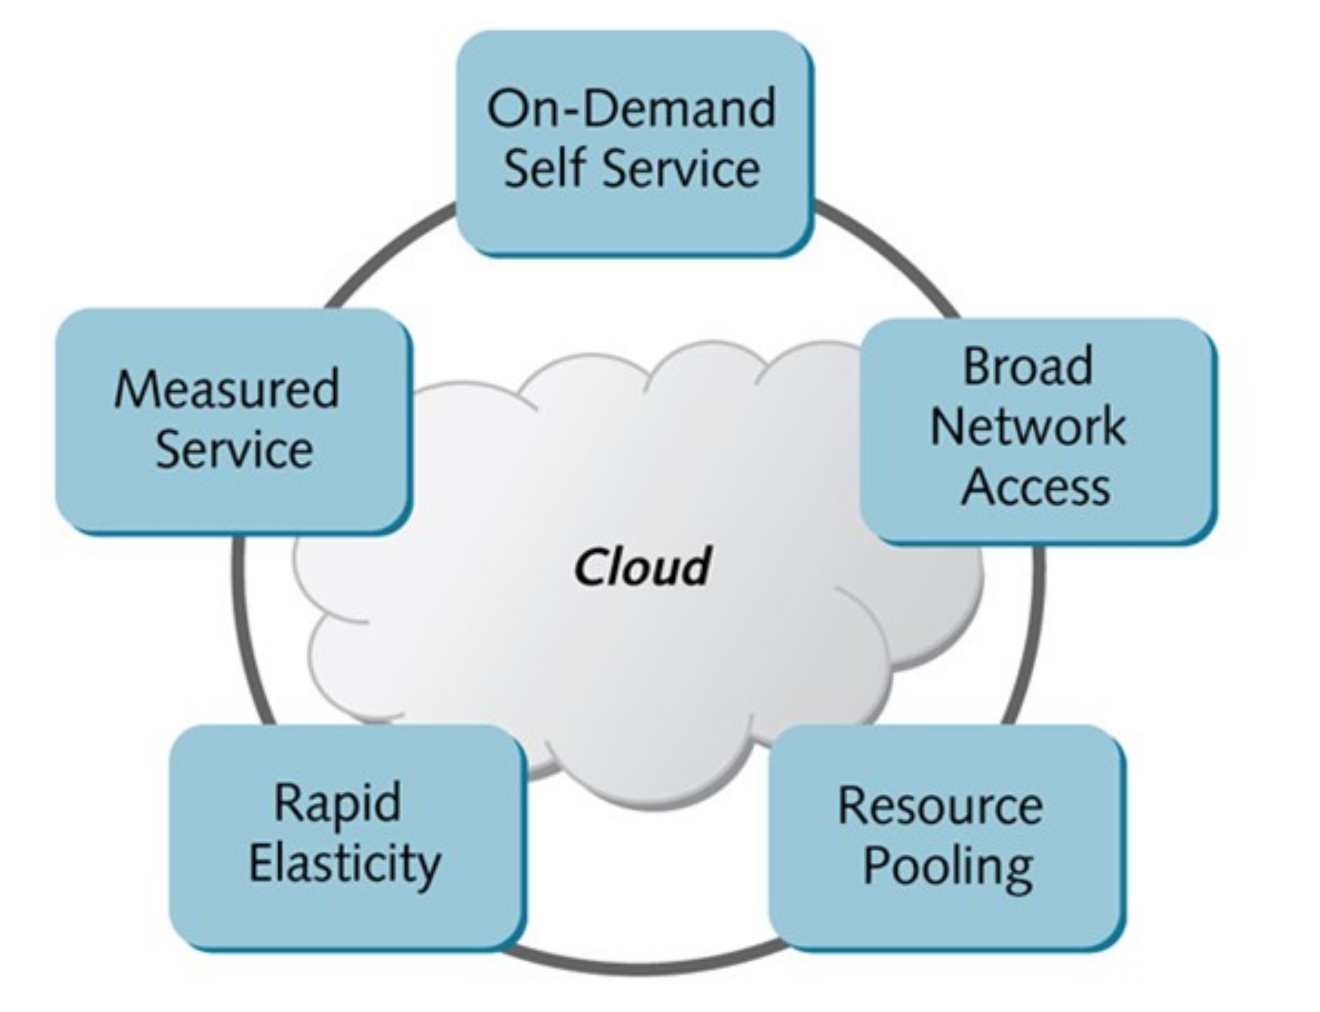 On-Demand
Self Service
Measured
Service
Broad
Network
Access
Cloud
Rapid
Elasticity
Resource
Pooling